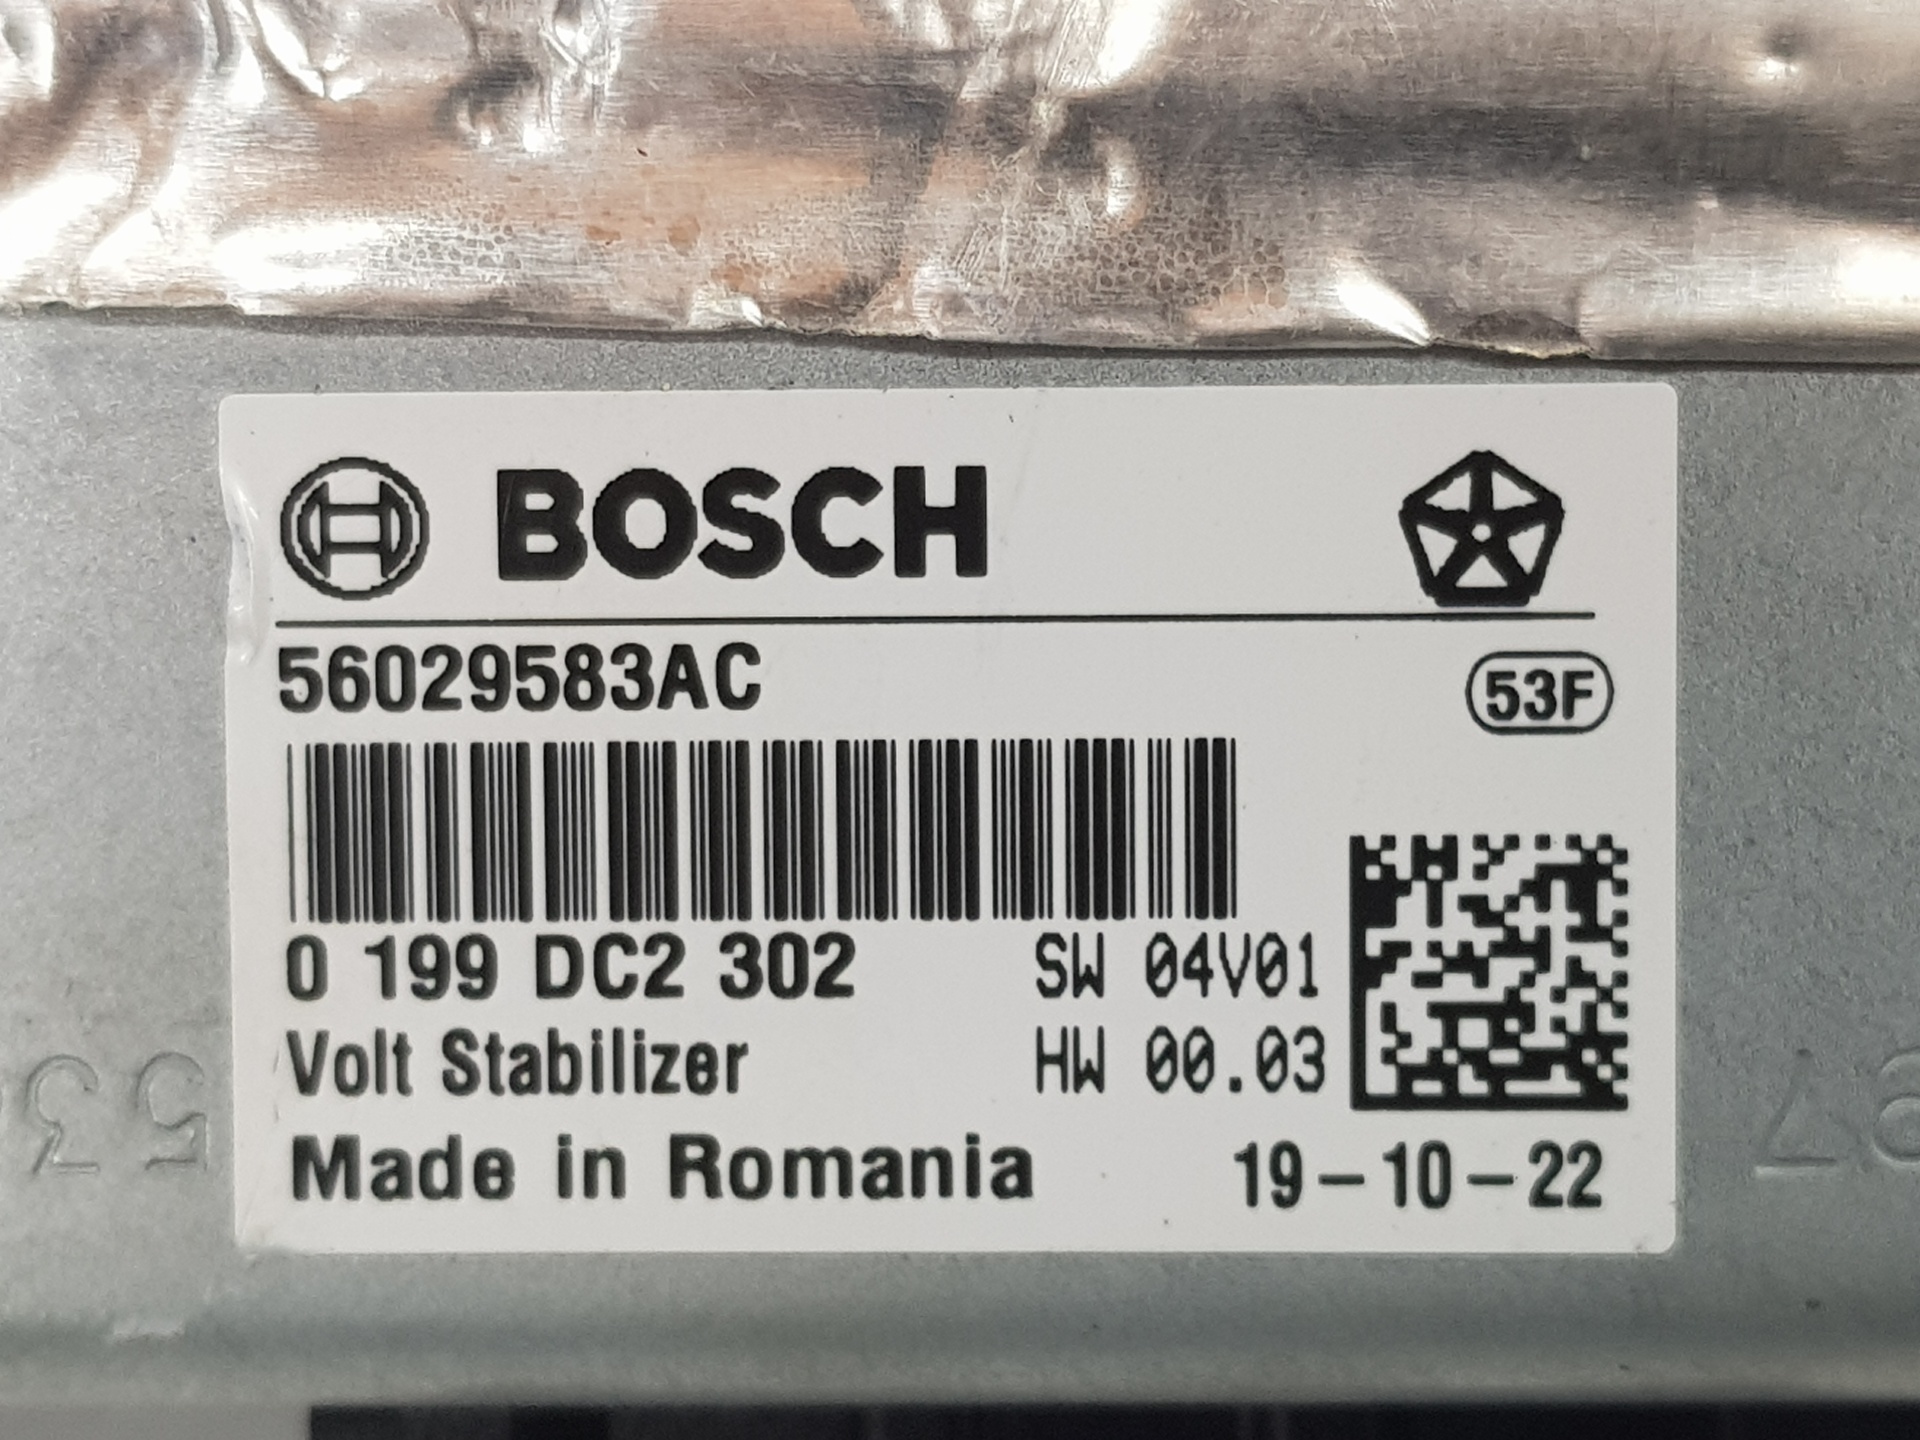 BOSCH
56029583AC
53F
0 199 DC2 302 SW 04V01
Volt Stabilizer HW 00.03
Made in Romania 19-10-22